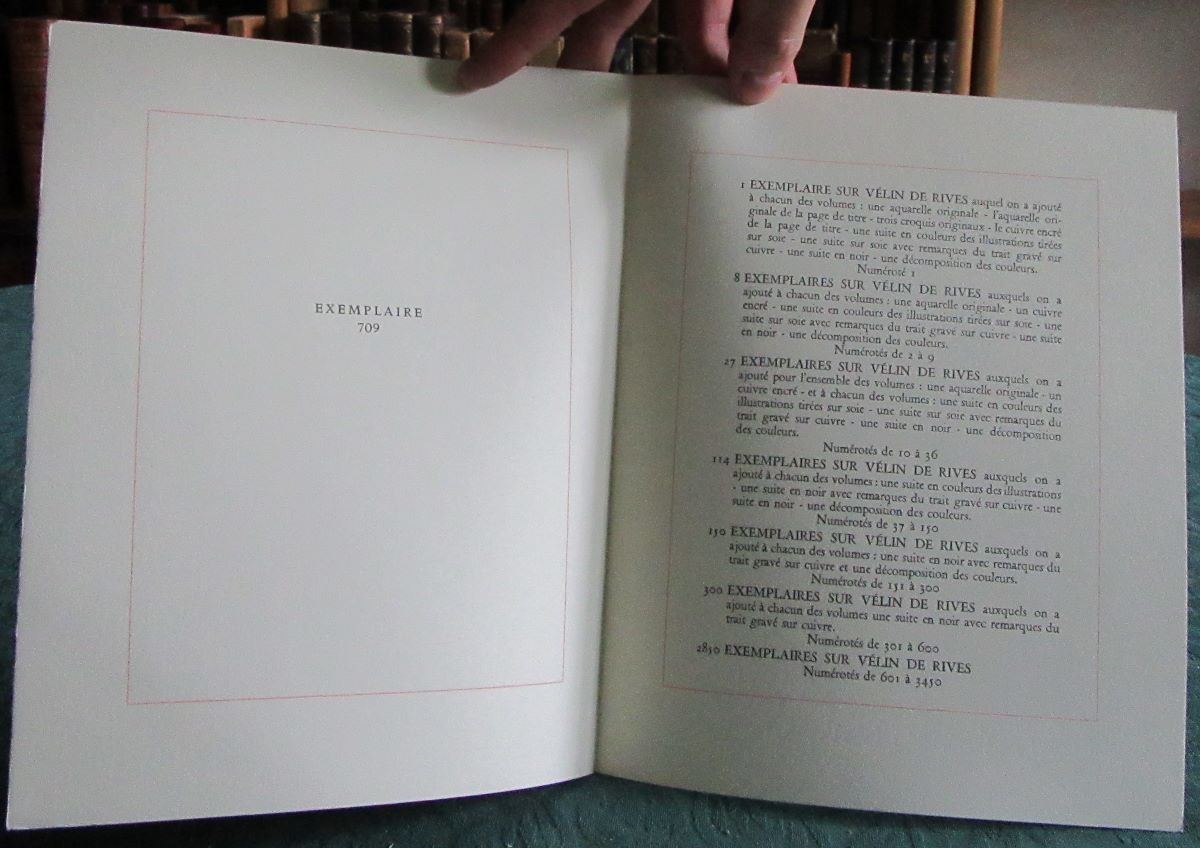 EXEMPLAIRE
709
1 EXEMPLAIRE SUR VÉLIN DE RIVES auquel on a ajouté
à chacun des volumes : une aquarelle originale - l'aquarelle ori-
ginale de la page de titre - trois croquis originaux - le cuivre encré
de la page de titre - une suite en couleurs des illustrations tirées
sur soie - une suite sur soie avec remarques du trait gravé sur
cuivre - une suite en noir - une décomposition des couleurs.
Numéroté 1
8 EXEMPLAIRES SUR VÉLIN DE RIVES auxquels on a
ajouté à chacun des volumes : une aquarelle originale - un cuivre
encré - une suite en couleurs des illustrations tirées sur soie - une
suite sur soie avec remarques du trait gravé sur cuivre - une suite
en noir - une décomposition des couleurs.
Numérotés de 2 à 9
27 EXEMPLAIRES SUR VÉLIN DE RIVES auxquels on a
ajouté pour l'ensemble des volumes : une aquarelle originale - un
cuivre encré - et à chacun des volumes : une suite en couleurs des
illustrations tirées sur soie - une suite sur soie avec remarques du
trait gravé sur cuivre - une suite en noir - une décomposition
des couleurs.
Numérotés de 10 à 36
114 EXEMPLAIRES SUR VÉLIN DE RIVES auxquels on a
ajouté à chacun des volumes : une suite en couleurs des illustrations
- une suite en noir avec remarques du trait gravé sur cuivre - une
suite en noir - une décomposition des couleurs.
Numérotés de 37 à 150
150 EXEMPLAIRES SUR VÉLIN DE RIVES auxquels on a
ajouté à chacun des volumes : une suite en noir avec remarques du
trait gravé sur cuivre et une décomposition des couleurs.
Numérotés de 151 à 300
300 EXEMPLAIRES SUR VÉLIN DE RIVES auxquels on a
ajouté à chacun des volumes une suite en noir avec remarques du
trait gravé sur cuivre.
Numérotés de 301 à 600
2850 EXEMPLAIRES SUR VÉLIN DE RIVES
Numérotés de 601 à 3450